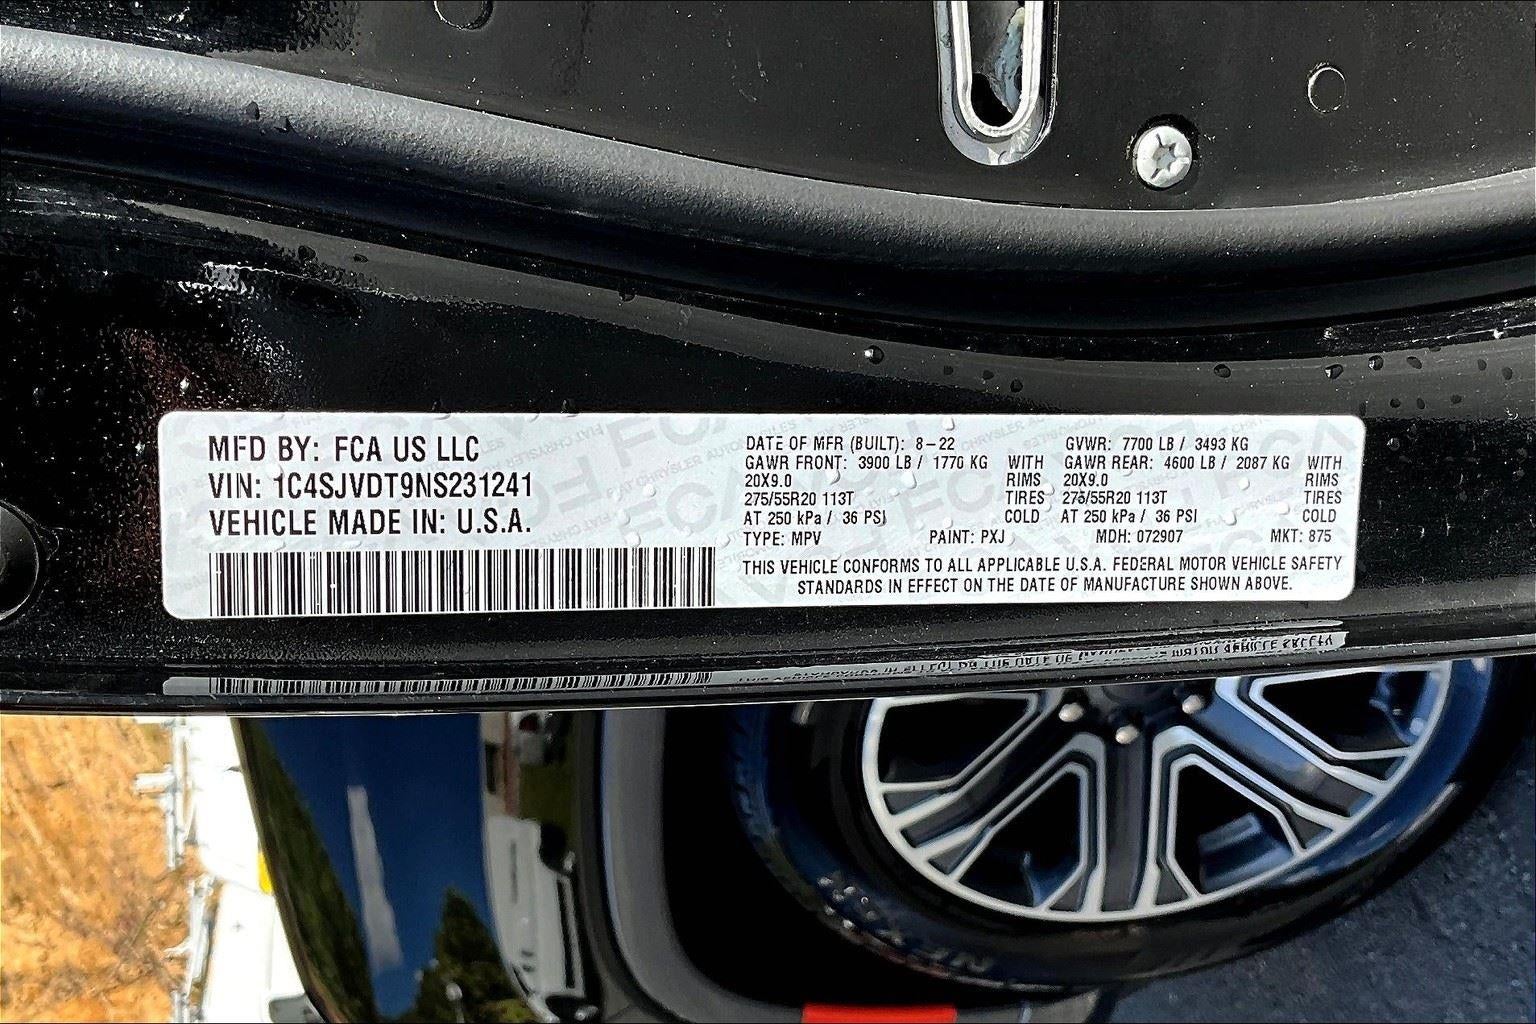 MFD BY: FCA US LLC
VIN: 1C4SJVDT9NS231241
VEHICLE MADE IN: U.S.A.
DATE OF MFR (BUILT): 8-22 GVWR: 7700 LB / 3493 KG
GAWR FRONT: 3900 LB / 1770 KG WITH GAWR REAR: 4600 LB / 2087 KG WITH
20X9.0 RIMS 20X9.0 RIMS
275/55R20 113T TIRES 275/55R20 113T TIRES
AT 250 kPa / 36 PSI COLD AT 250 kPa / 36 PSI COLD
TYPE: MPV PAINT: PXJ MDH: 072907 MKT: 875
THIS VEHICLE CONFORMS TO ALL APPLICABLE U.S.A. FEDERAL MOTOR VEHICLE SAFETY
STANDARDS IN EFFECT ON THE DATE OF MANUFACTURE SHOWN ABOVE.
NEXEN